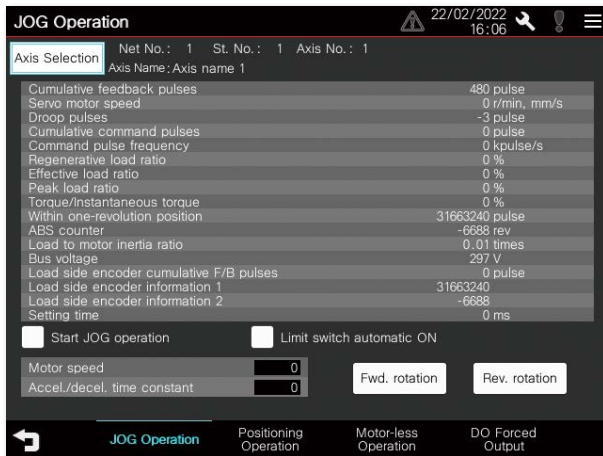 JOG Operation
22/02/2022
16:06
Axis Selection
Net No.: 1 St. No.: 1 Axis No.: 1
Axis Name:Axis name 1
Cumulative feedback pulses 480 pulse
Servo motor speed 0 r/min, mm/s
Droop pulses -3 pulse
Cumulative command pulses 0 pulse
Command pulse frequency 0 kpulse/s
Regenerative load ratio 0 %
Effective load ratio 0 %
Peak load ratio 0 %
Torque/Instantaneous torque 0 %
Within one-revolution position 31663240 pulse
ABS counter -6688 rev
Load to motor inertia ratio 0.01 times
Bus voltage 297 V
Load side encoder cumulative F/B pulses 0 pulse
Load side encoder information 1 31663240
Load side encoder information 2 -6688
Setting time 0 ms
Start JOG operation Limit switch automatic ON
Motor speed 0
Accel./decel. time constant 0
Fwd. rotation Rev. rotation
JOG Operation
Positioning
Operation
Motor-less
Operation
DO Forced
Output